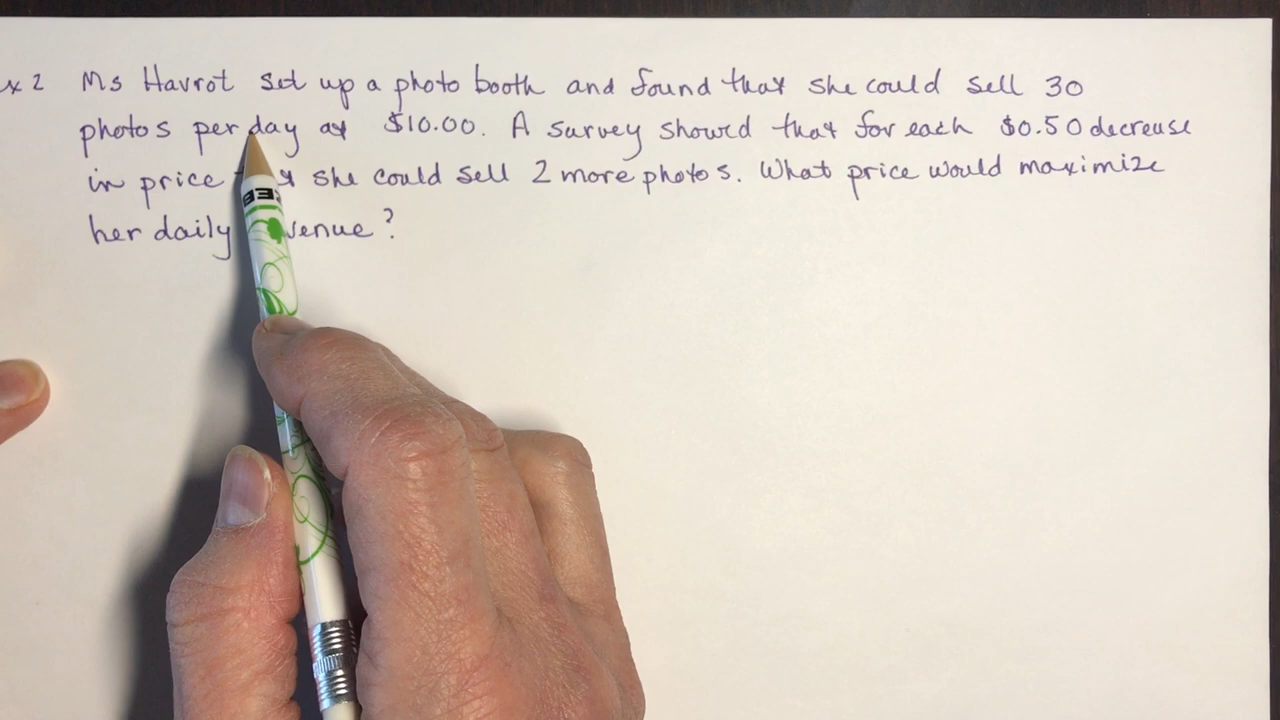 x 2 Ms Havrot set up a photo booth and found that she could sell 30
photos per day at $10.00. A survey showed that for each $0.50 decrease
in price she could sell 2 more photos. What price would maximize
her daily venue?